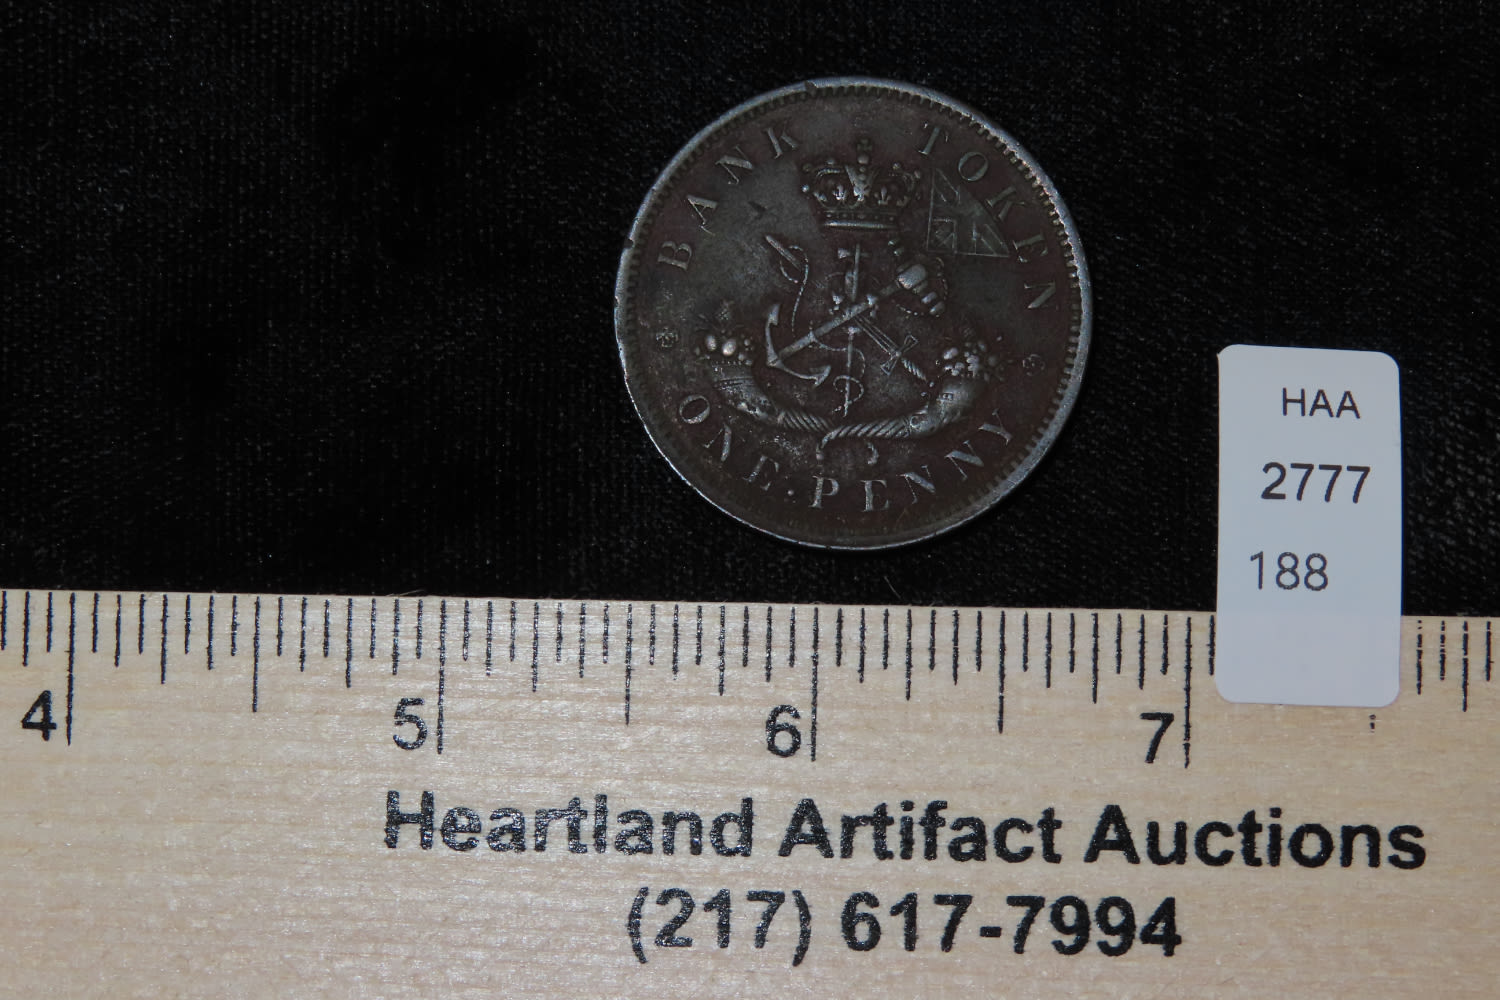 BANK TOKEN
ONE PENNY
HAA
2777
188
4 5 6 7
Heartland Artifact Auctions
(217) 617-7994